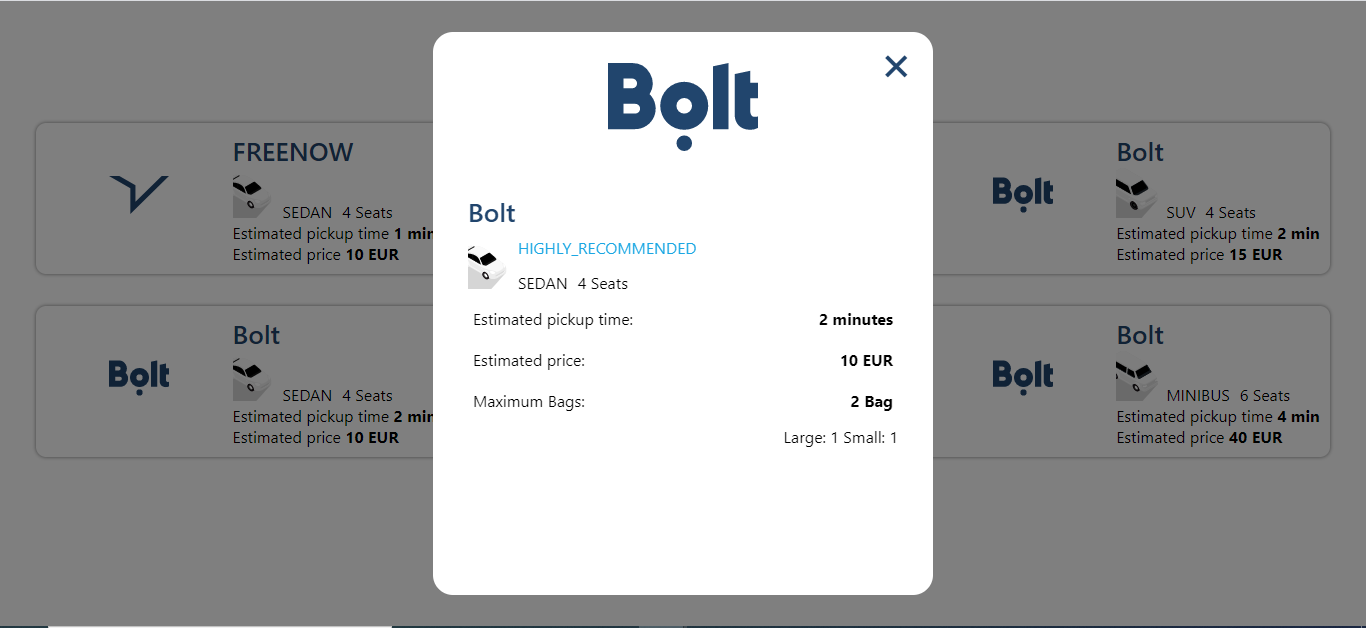 FREENOW
SEDAN 4 Seats
Estimated pickup time 1 min
Estimated price 10 EUR
Bolt
Bolt
SEDAN 4 Seats
Estimated pickup time 2 min
Estimated price 10 EUR
Bolt
Bolt
HIGHLY_RECOMMENDED
SEDAN 4 Seats
Estimated pickup time: 2 minutes
Estimated price: 10 EUR
Maximum Bags: 2 Bag
Large: 1 Small: 1
Bolt
Bolt
SUV 4 Seats
Estimated pickup time 2 min
Estimated price 15 EUR
Bolt
Bolt
MINIBUS 6 Seats
Estimated pickup time 4 min
Estimated price 40 EUR